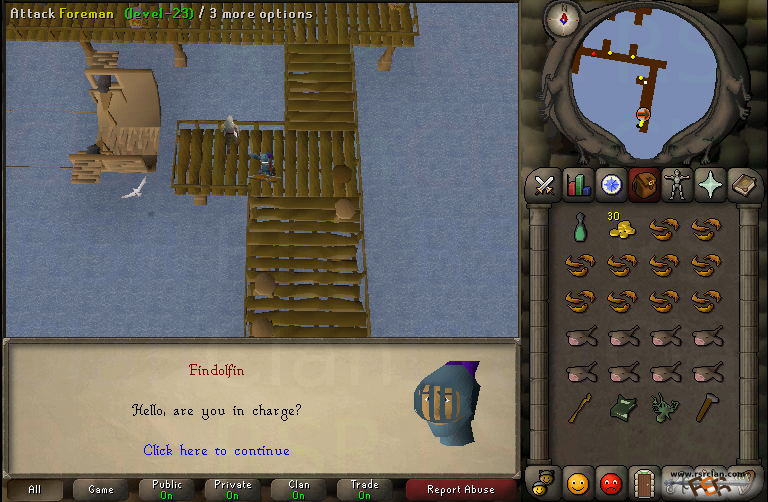 Attack Foreman (level-23) / 3 more options
N
30
Findolfin
Hello, are you in charge?
Click here to continue
www.rsrclan.com
All
Game
Public
On
Private
On
Clan
On
Trade
On
Report Abuse